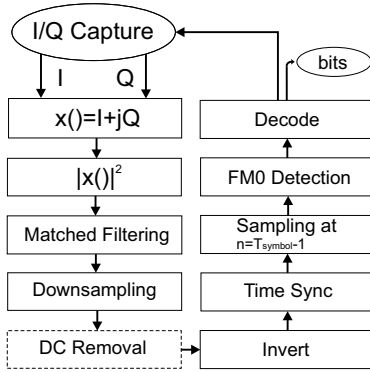 I/Q Capture
I
Q
x()=I+jQ
|x()|²
Matched Filtering
Downsampling
DC Removal
Invert
Time Sync
Sampling at
n=Tsymbol-1
FM0 Detection
Decode
bits